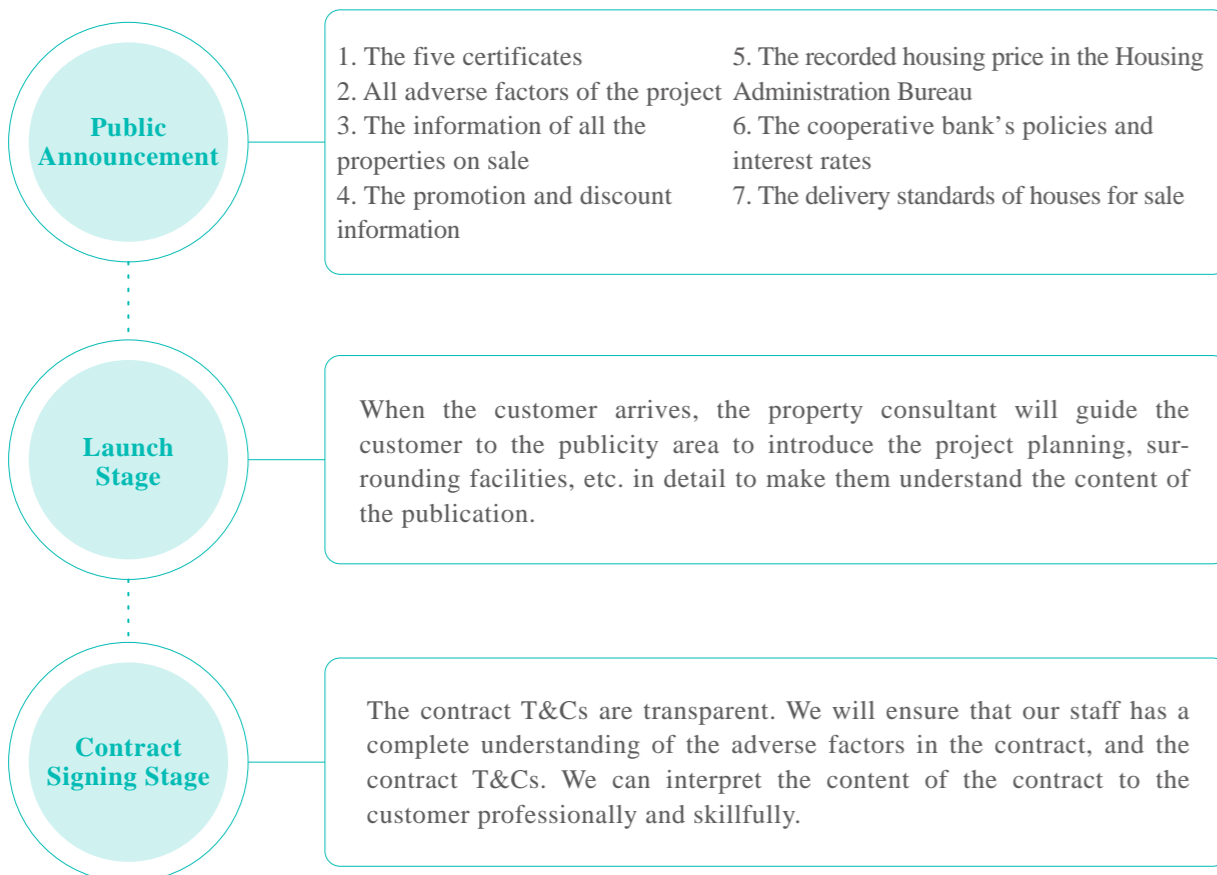 Public
Announcement
1. The five certificates
2. All adverse factors of the project
3. The information of all the
properties on sale
4. The promotion and discount
information
5. The recorded housing price in the Housing
Administration Bureau
6. The cooperative bank’s policies and
interest rates
7. The delivery standards of houses for sale
Launch
Stage
When the customer arrives, the property consultant will guide the
customer to the publicity area to introduce the project planning, sur-
rounding facilities, etc. in detail to make them understand the content of
the publication.
Contract
Signing Stage
The contract T&Cs are transparent. We will ensure that our staff has a
complete understanding of the adverse factors in the contract, and the
contract T&Cs. We can interpret the content of the contract to the
customer professionally and skillfully.